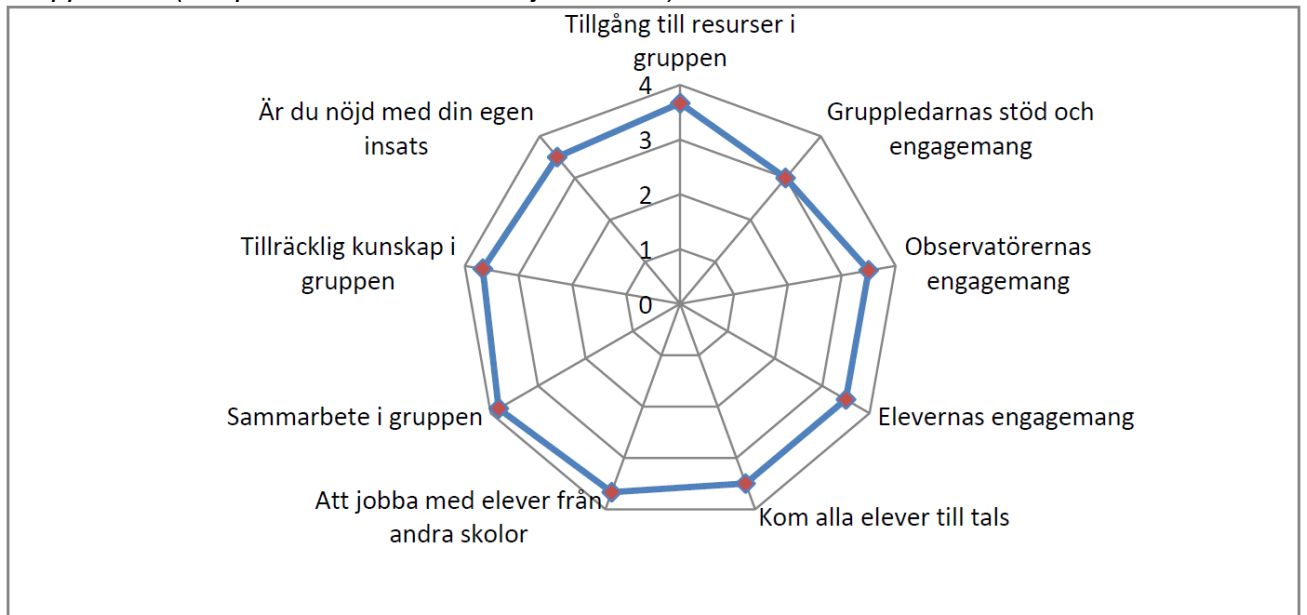 Tillgång till resurser i
gruppen
Gruppledarnas stöd och
engagemang
Observatörernas
engagemang
Elevernas engagemang
Kom alla elever till tals
Att jobba med elever från
andra skolor
Sammarbete i gruppen
Tillräcklig kunskap i
gruppen
Är du nöjd med din egen
insats
4
3
2
1
0